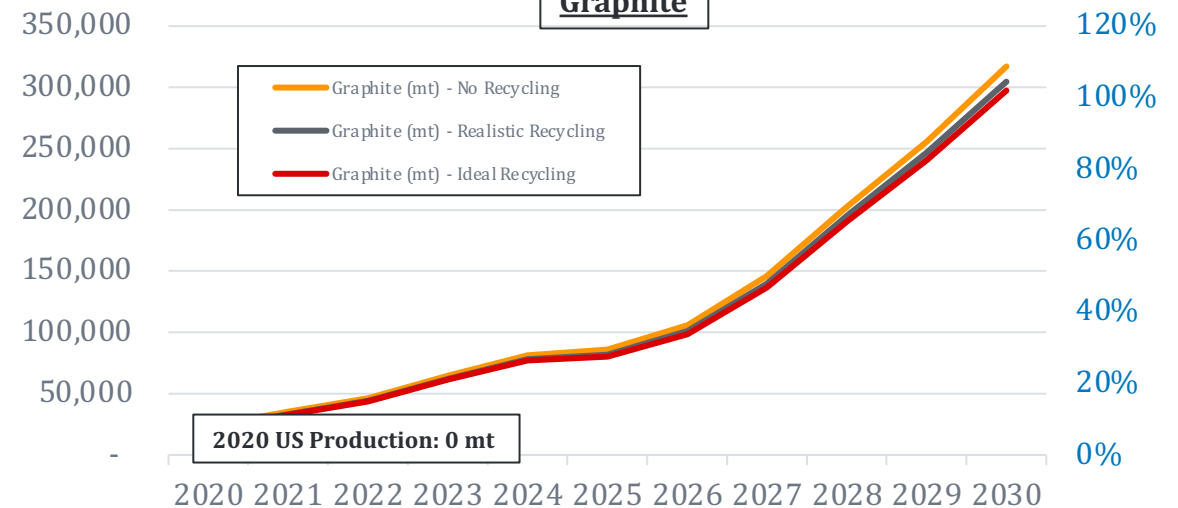 Graphite
350,000
300,000
250,000
200,000
150,000
100,000
50,000
-
120%
100%
80%
60%
40%
20%
0%
Graphite (mt) - No Recycling
Graphite (mt) - Realistic Recycling
Graphite (mt) - Ideal Recycling
2020 US Production: 0 mt
2020 2021 2022 2023 2024 2025 2026 2027 2028 2029 2030